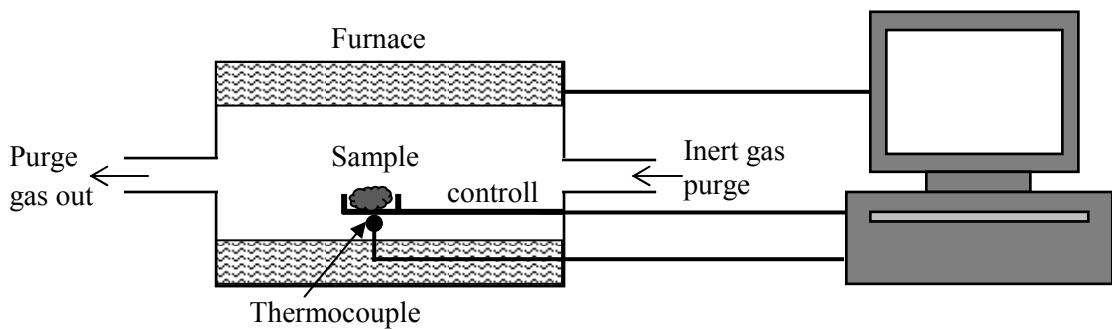 Furnace
Purge
gas out
Sample
controll
Inert gas
purge
Thermocouple